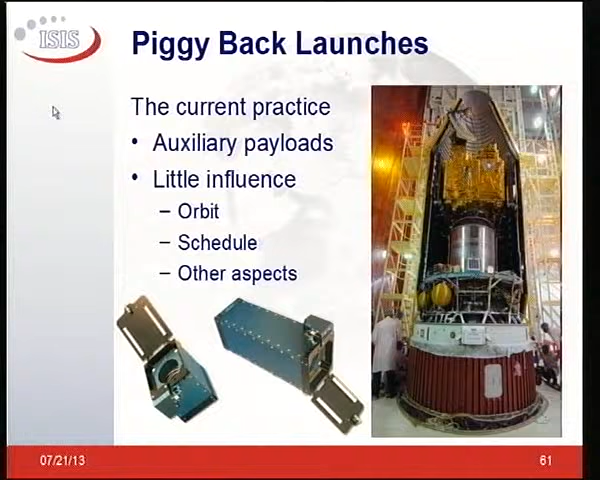 ISIS
Piggy Back Launches
The current practice
• Auxiliary payloads
• Little influence
– Orbit
– Schedule
– Other aspects
07/21/13
61